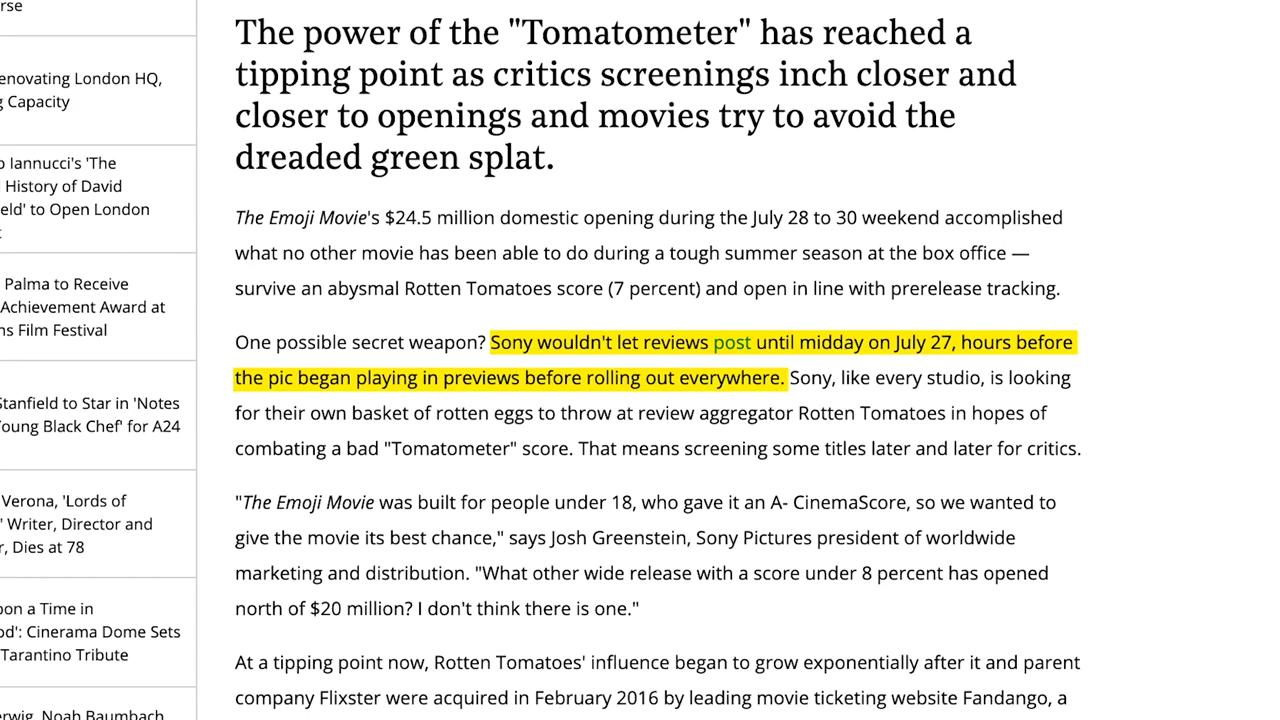 rse
enovating London HQ,
g Capacity
o Iannucci's 'The
l History of David
eld' to Open London
t
Palma to Receive
Achievement Award at
ns Film Festival
Stanfield to Star in 'Notes
Young Black Chef' for A24
Verona, 'Lords of
' Writer, Director and
r, Dies at 78
pon a Time in
od': Cinerama Dome Sets
Tarantino Tribute
erwig, Noah Baumbach
The power of the "Tomatometer" has reached a
tipping point as critics screenings inch closer and
closer to openings and movies try to avoid the
dreaded green splat.
The Emoji Movie's $24.5 million domestic opening during the July 28 to 30 weekend accomplished
what no other movie has been able to do during a tough summer season at the box office —
survive an abysmal Rotten Tomatoes score (7 percent) and open in line with prerelease tracking.
One possible secret weapon? Sony wouldn't let reviews post until midday on July 27, hours before
the pic began playing in previews before rolling out everywhere. Sony, like every studio, is looking
for their own basket of rotten eggs to throw at review aggregator Rotten Tomatoes in hopes of
combating a bad "Tomatometer" score. That means screening some titles later and later for critics.
"The Emoji Movie was built for people under 18, who gave it an A- CinemaScore, so we wanted to
give the movie its best chance," says Josh Greenstein, Sony Pictures president of worldwide
marketing and distribution. "What other wide release with a score under 8 percent has opened
north of $20 million? I don't think there is one."
At a tipping point now, Rotten Tomatoes' influence began to grow exponentially after it and parent
company Flixster were acquired in February 2016 by leading movie ticketing website Fandango, a